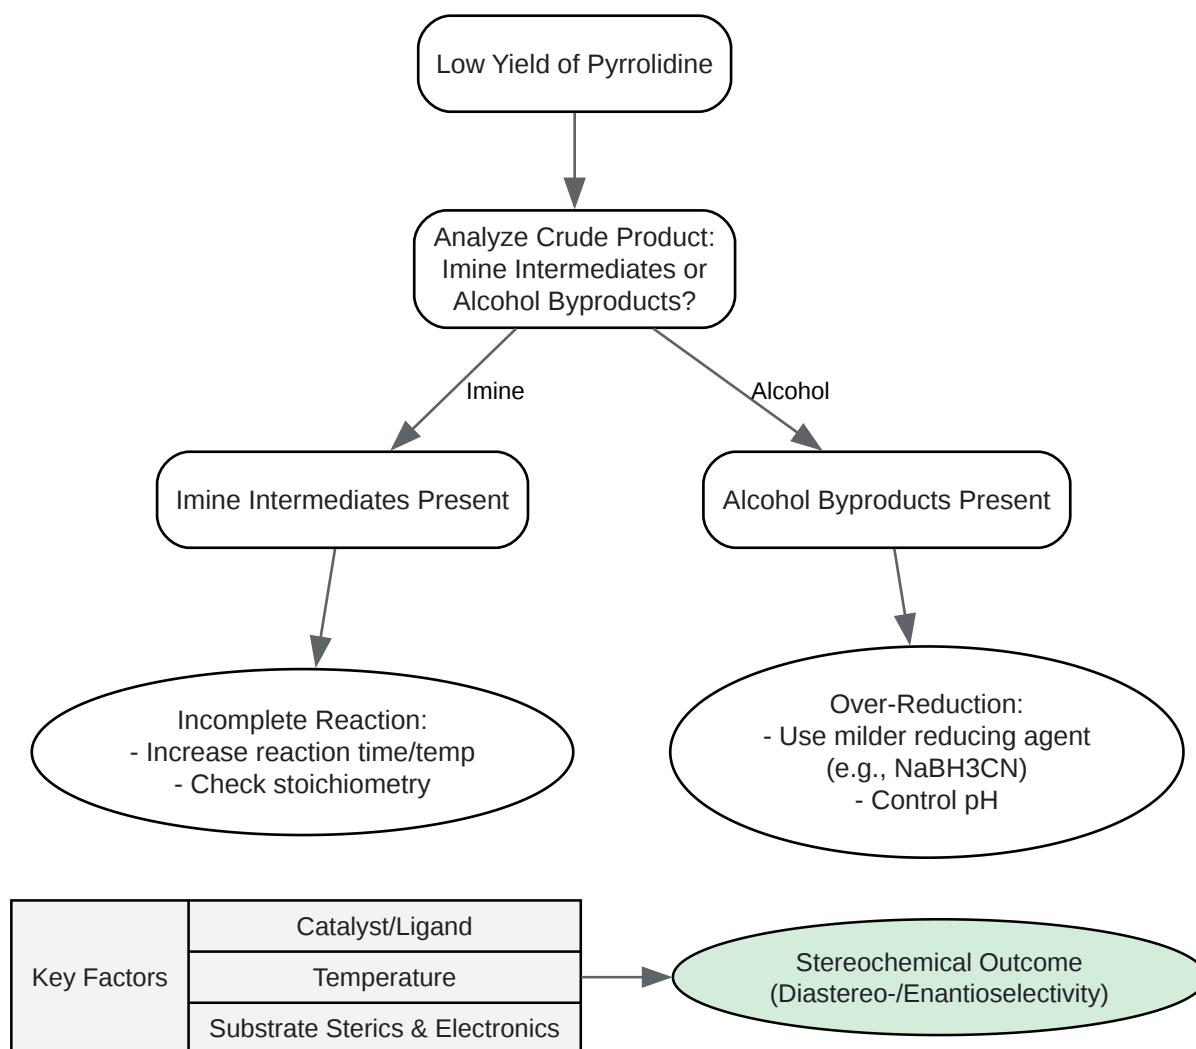 Low Yield of Pyrrolidine
Analyze Crude Product:
Imine Intermediates or
Alcohol Byproducts?
Imine
Alcohol
Imine Intermediates Present
Alcohol Byproducts Present
Incomplete Reaction:
- Increase reaction time/temp
- Check stoichiometry
Over-Reduction:
- Use milder reducing agent
(e.g., NaBH3CN)
- Control pH
Key Factors
Catalyst/Ligand
Temperature
Substrate Sterics & Electronics
Stereochemical Outcome
(Diastereo-/Enantioselectivity)